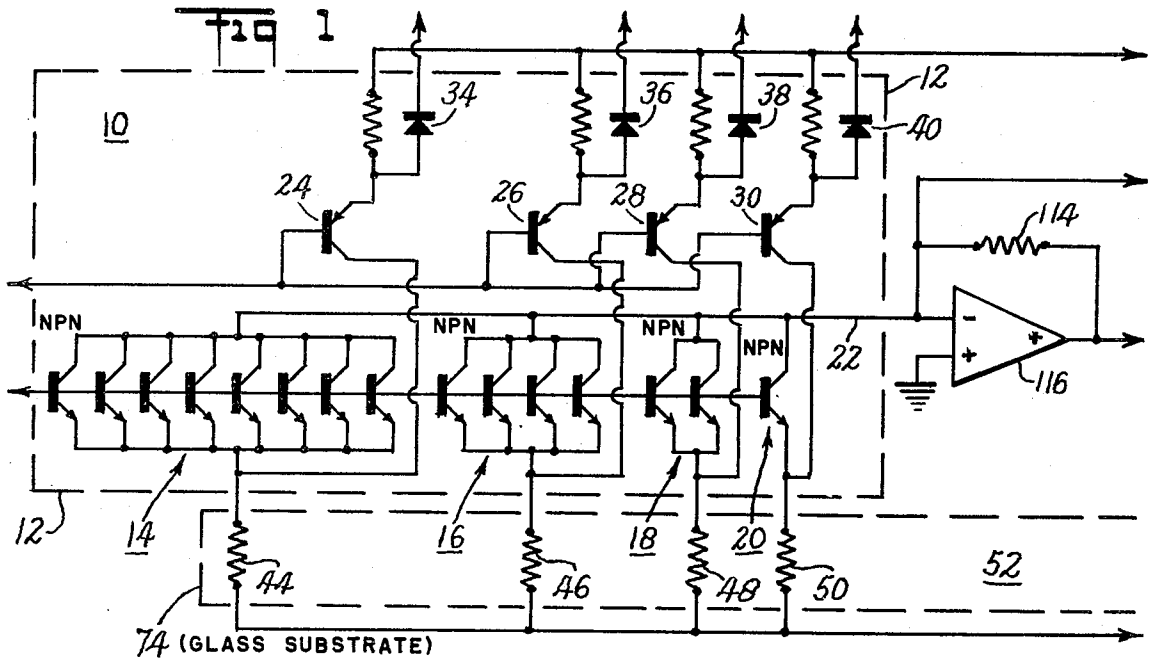 Fig 1
34 36 38 12
10 40
24 26 28 30
114
NPN NPN NPN NPN
22
−
+ +
116
12 14 16 18 20
44 46 48 50 52
74 (GLASS SUBSTRATE)